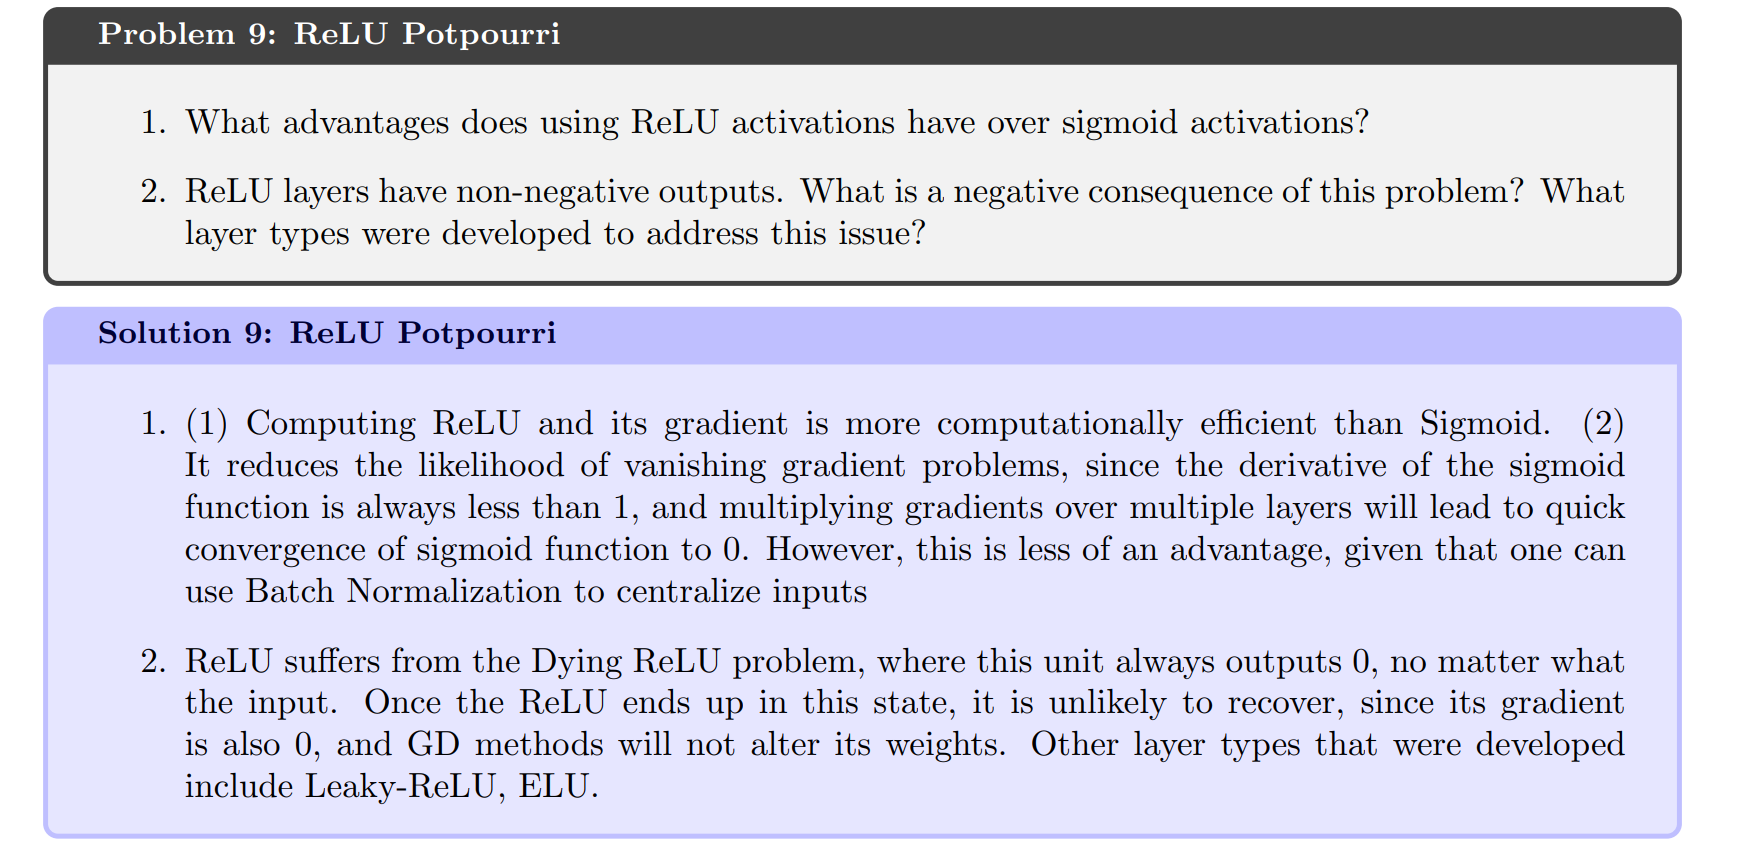 Problem 9: ReLU Potpourri
1. What advantages does using ReLU activations have over sigmoid activations?
2. ReLU layers have non-negative outputs. What is a negative consequence of this problem? What
layer types were developed to address this issue?
Solution 9: ReLU Potpourri
1. (1) Computing ReLU and its gradient is more computationally efficient than Sigmoid. (2)
It reduces the likelihood of vanishing gradient problems, since the derivative of the sigmoid
function is always less than 1, and multiplying gradients over multiple layers will lead to quick
convergence of sigmoid function to 0. However, this is less of an advantage, given that one can
use Batch Normalization to centralize inputs
2. ReLU suffers from the Dying ReLU problem, where this unit always outputs 0, no matter what
the input. Once the ReLU ends up in this state, it is unlikely to recover, since its gradient
is also 0, and GD methods will not alter its weights. Other layer types that were developed
include Leaky-ReLU, ELU.